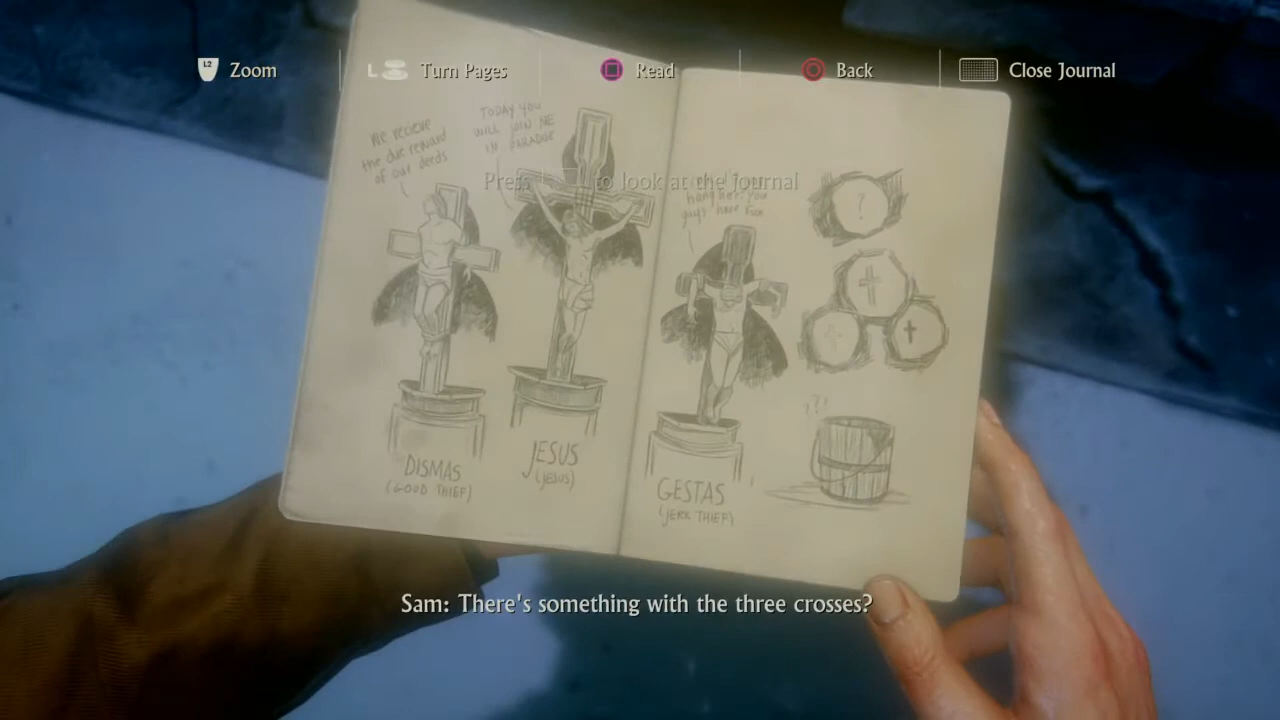 L2 Zoom
L Turn Pages
Read
Back
Close Journal
We recieve
the due reward
of our deeds
TODAY YOU
WILL JOIN ME
IN PARADISE
Press to look at the journal
hang here. you
guys have fun
?
???
DISMAS
(GOOD THIEF)
JESUS
(JESUS)
GESTAS
(JERK THIEF)
Sam: There's something with the three crosses?